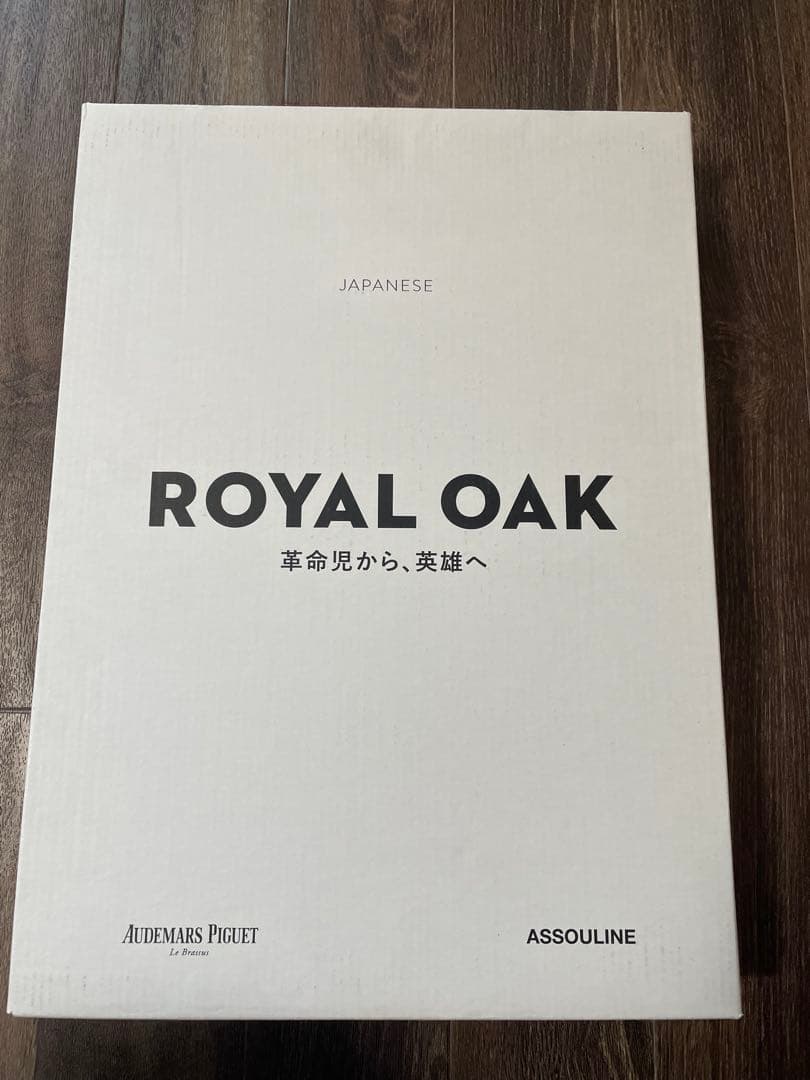 JAPANESE
ROYAL OAK
革命児から、英雄へ
AUDEMARS PIGUET
Le Brassus
ASSOULINE